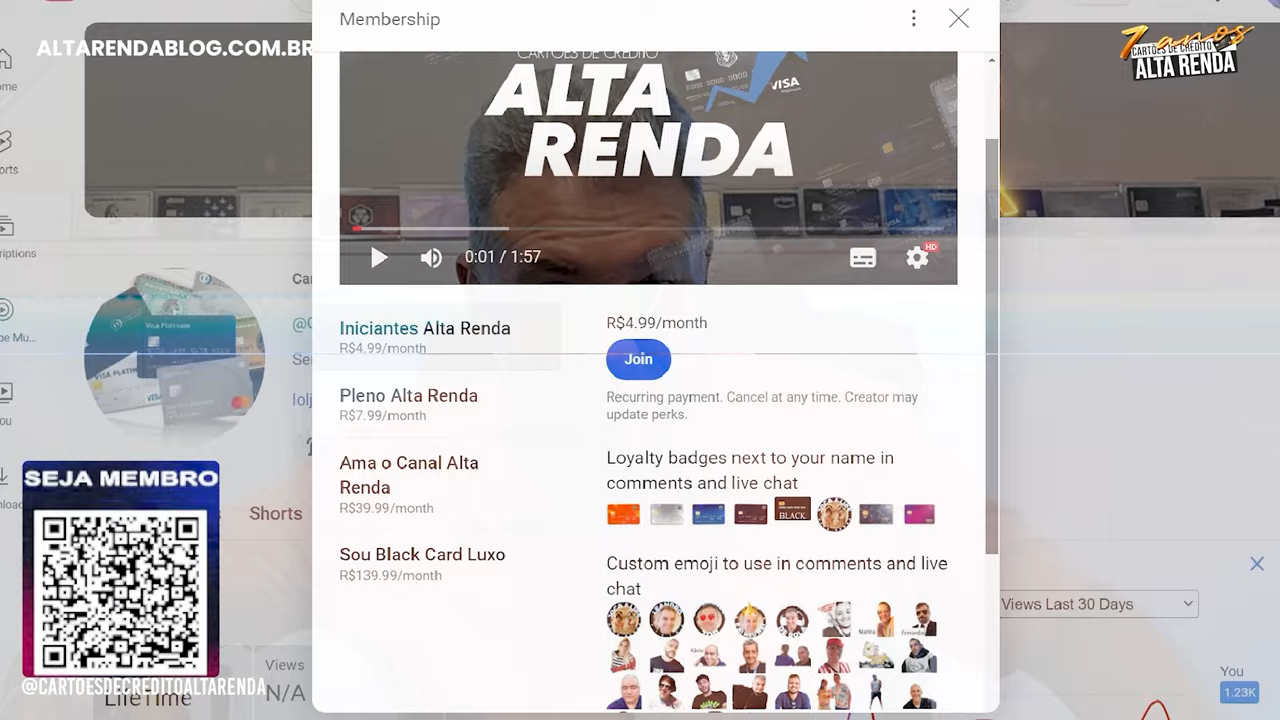 Membership
ALTARENDABLOG.COM.BR
7 anos
CARTÕES DE CRÉDITO
ALTA RENDA
CARTÕES DE CRÉDITO
ALTA
RENDA
VISA
0:01 / 1:57
HD
Iniciantes Alta Renda
R$4.99/month
Pleno Alta Renda
R$7.99/month
Ama o Canal Alta
Renda
R$39.99/month
Sou Black Card Luxo
R$139.99/month
R$4.99/month
Join
Recurring payment. Cancel at any time. Creator may
update perks.
Loyalty badges next to your name in
comments and live chat
BLACK
Custom emoji to use in comments and live
chat
Visa Platinum
SEJA MEMBRO
@CARTOESDECREDITOALTARENDA
Shorts
Views
N/A
LifeTime
Views Last 30 Days
You
1.23K